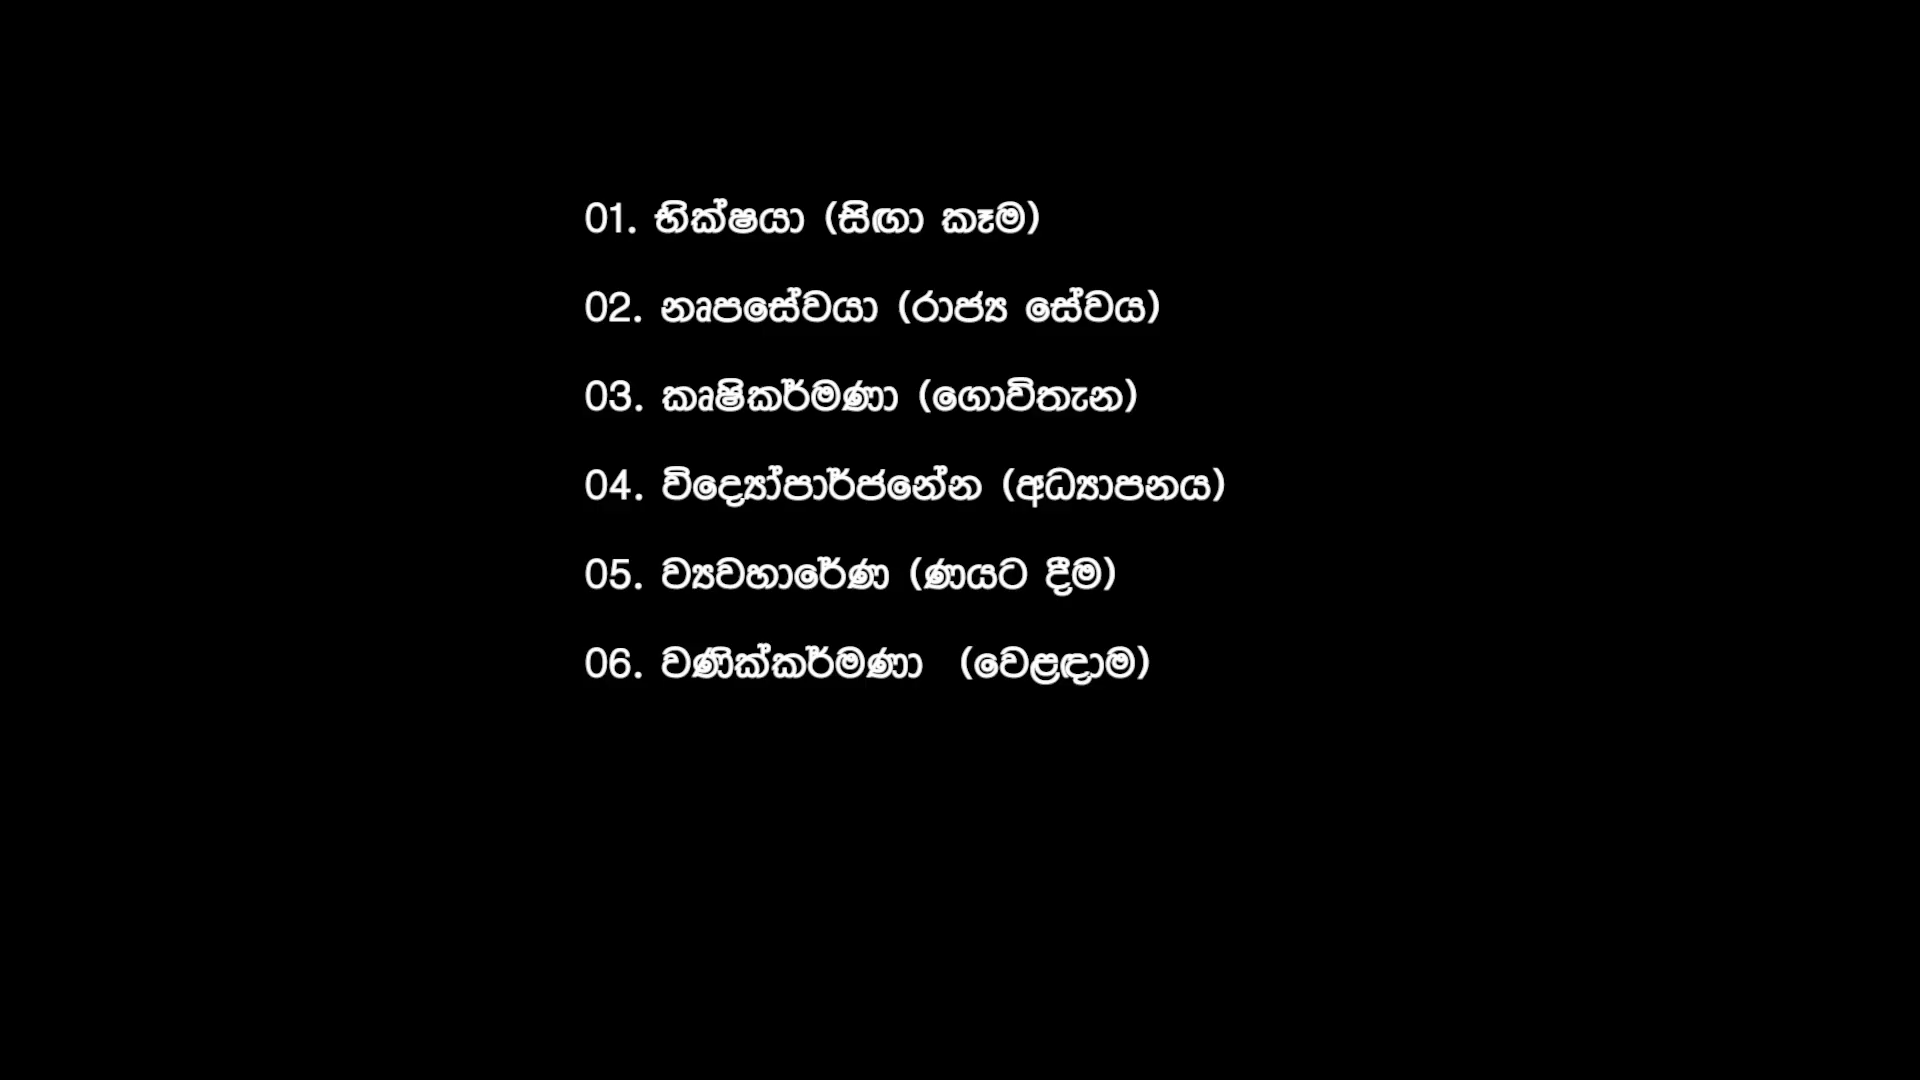 01. භික්ෂයා (සිඟා කෑම)
02. නෘපසේවයා (රාජ්‍ය සේවය)
03. කෘෂිකර්මණා (ගොවිතැන)
04. විද්‍යෝපාර්ජනේන (අධ්‍යාපනය)
05. ව්‍යවහාරේණ (ණයට දීම)
06. වණික්කර්මණා (වෙළඳාම)